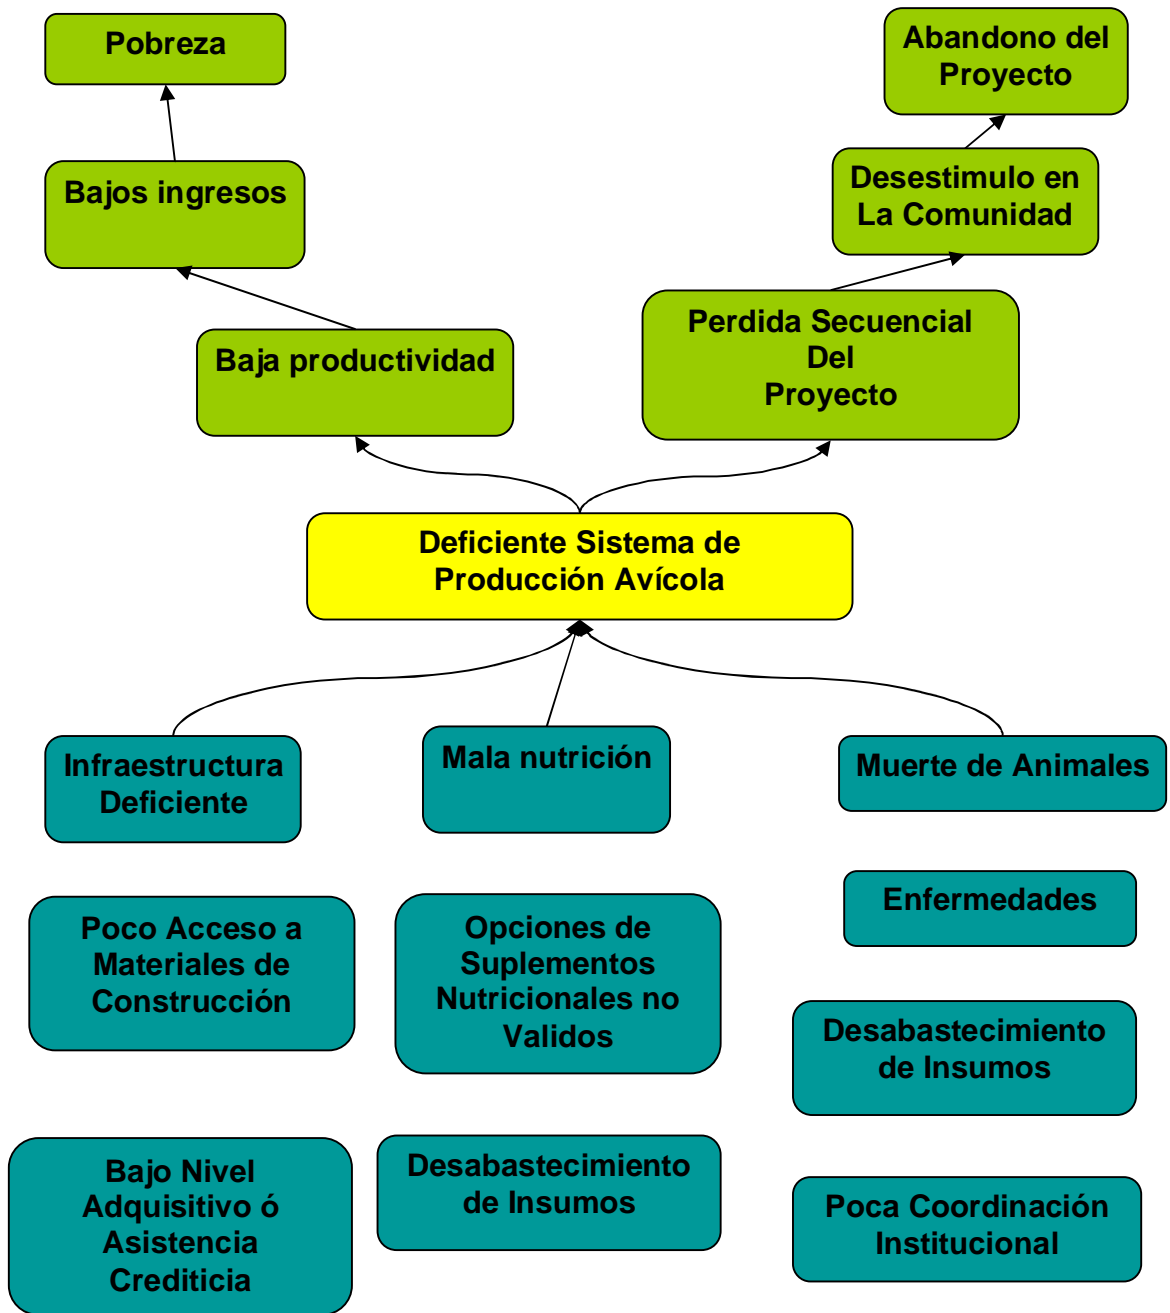 Pobreza
Abandono del
Proyecto
Bajos ingresos
Desestimulo en
La Comunidad
Baja productividad
Perdida Secuencial
Del
Proyecto
Deficiente Sistema de
Producción Avícola
Infraestructura
Deficiente
Mala nutrición
Muerte de Animales
Poco Acceso a
Materiales de
Construcción
Opciones de
Suplementos
Nutricionales no
Validos
Enfermedades
Desabastecimiento
de Insumos
Bajo Nivel
Adquisitivo ó
Asistencia
Crediticia
Desabastecimiento
de Insumos
Poca Coordinación
Institucional